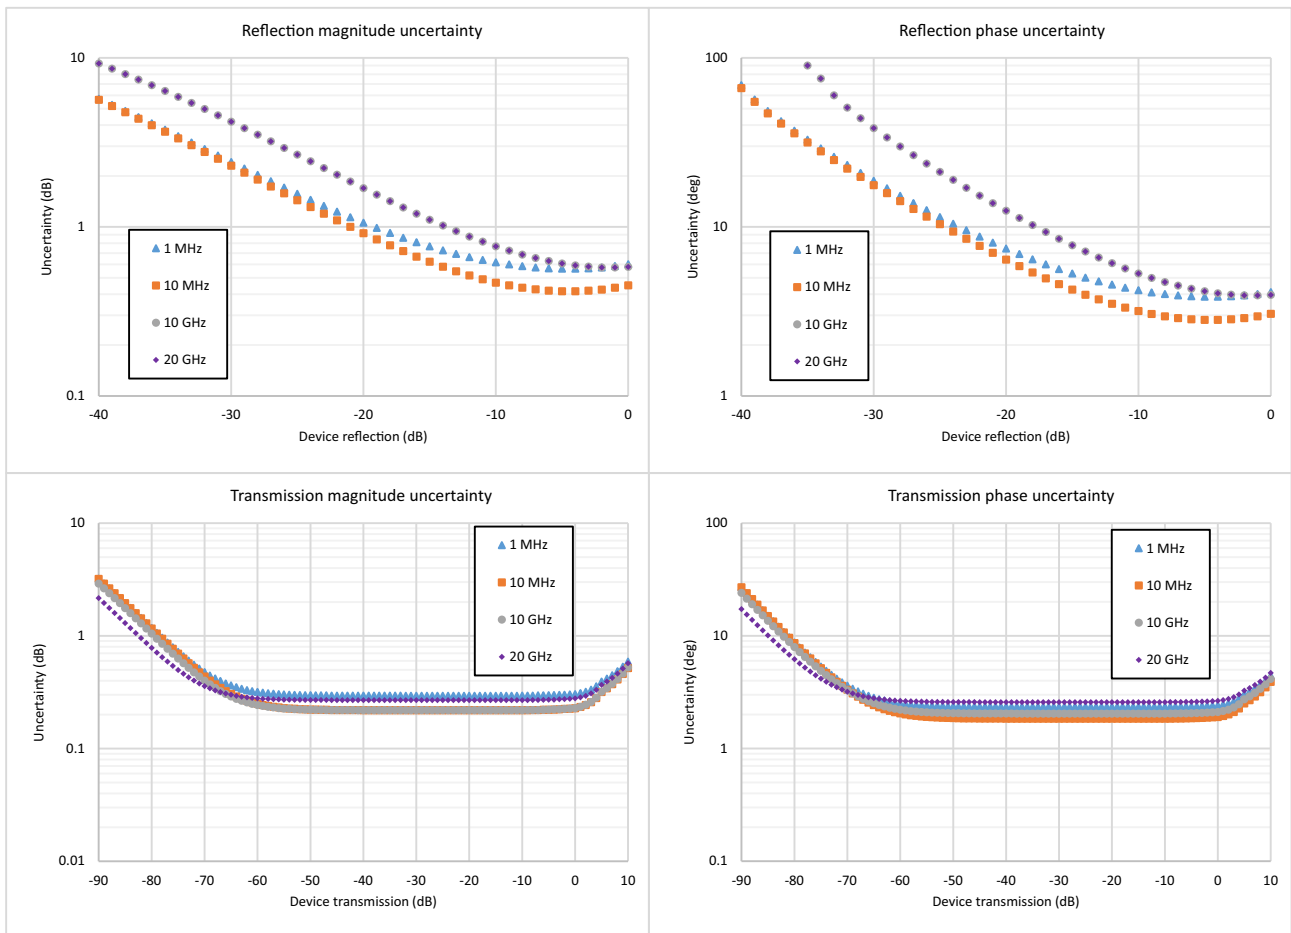 Reflection magnitude uncertainty
10
1
0.1
Uncertainty (dB)
1 MHz
10 MHz
10 GHz
20 GHz
-40
-30
-20
-10
0
Device reflection (dB)
Reflection phase uncertainty
100
10
1
Uncertainty (deg)
1 MHz
10 MHz
10 GHz
20 GHz
-40
-30
-20
-10
0
Device reflection (dB)
Transmission magnitude uncertainty
10
1
0.1
0.01
Uncertainty (dB)
1 MHz
10 MHz
10 GHz
20 GHz
-90
-80
-70
-60
-50
-40
-30
-20
-10
0
10
Device transmission (dB)
Transmission phase uncertainty
100
10
1
0.1
Uncertainty (deg)
1 MHz
10 MHz
10 GHz
20 GHz
-90
-80
-70
-60
-50
-40
-30
-20
-10
0
10
Device transmission (dB)